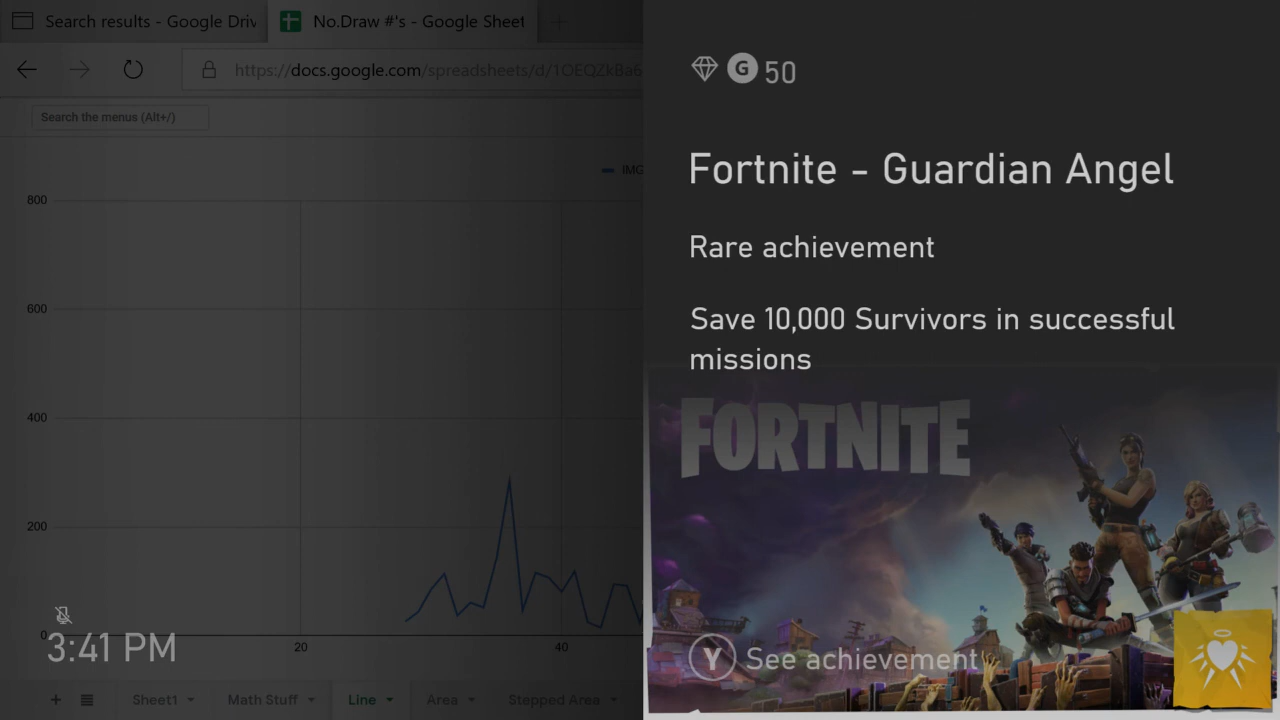 Search results - Google Driv
No.Draw #'s - Google Sheet
https://docs.google.com/spreadsheets/d/1OEQZkBa6
Search the menus (Alt+/)
IMG
800
600
400
200
0
20
40
3:41 PM
Sheet1
Math Stuff
Line
Area
Stepped Area
G 50
Fortnite - Guardian Angel
Rare achievement
Save 10,000 Survivors in successful
missions
FORTNITE
Y See achievement